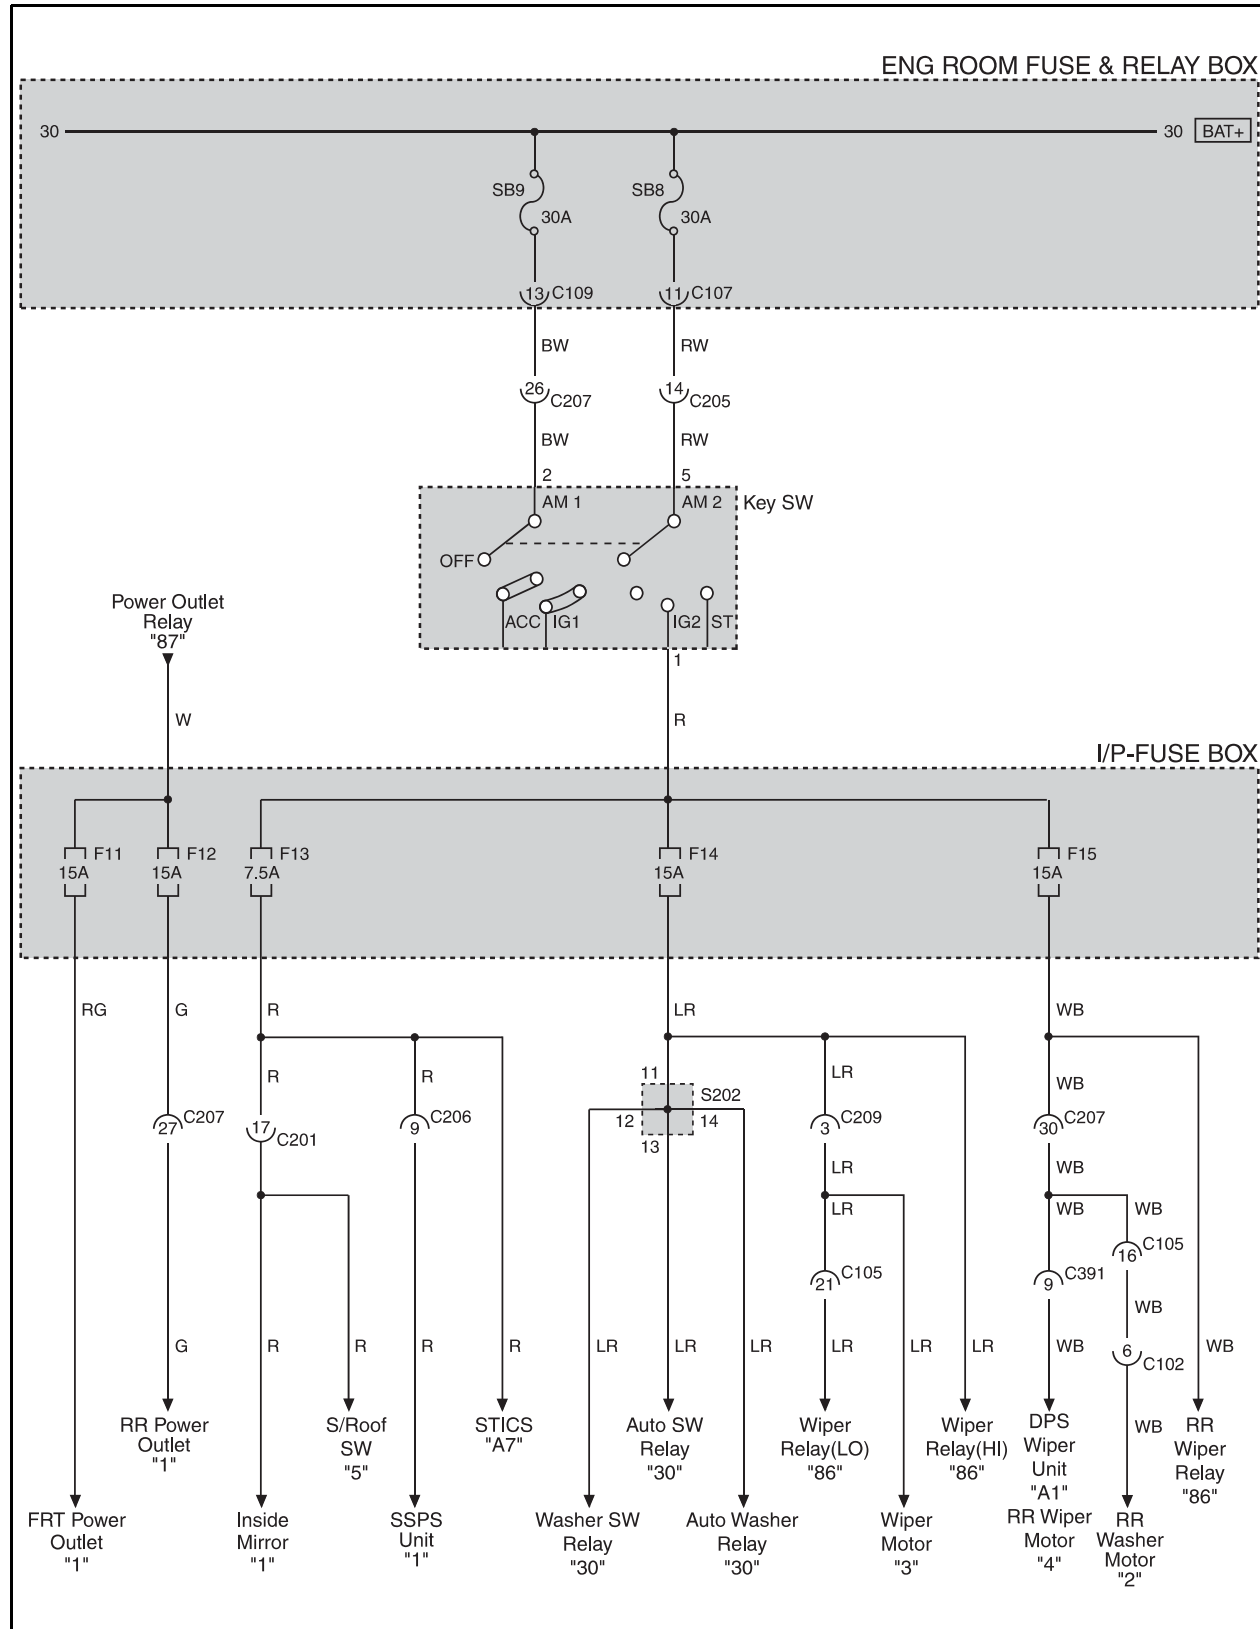 ENG ROOM FUSE & RELAY BOX
30
30 BAT+
SB9
SB8
30A
30A
13 C109
11 C107
BW
RW
26 C207
14 C205
BW
RW
2
5
AM 1
AM 2
Key SW
OFF
ACC IG1
IG2 ST
1
Power Outlet
Relay
"87"
W
R
I/P-FUSE BOX
F11
F12
F13
F14
F15
15A
15A
7.5A
15A
15A
RG
G
R
LR
WB
R
R
LR
WB
11
S202
12
14
13
27 C207
17 C201
9 C206
3 C209
30 C207
LR
WB
LR
WB
WB
16 C105
21 C105
9 C391
WB
G
R
R
R
R
LR
LR
LR
LR
LR
LR
WB
6 C102
WB
WB
RR Power
Outlet
"1"
S/Roof
SW
"5"
STICS
"A7"
Auto SW
Relay
"30"
Wiper
Relay(LO)
"86"
Wiper
Relay(HI)
"86"
DPS
Wiper
Unit
"A1"
RR Wiper
Motor
"4"
RR
Wiper
Relay
"86"
FRT Power
Outlet
"1"
Inside
Mirror
"1"
SSPS
Unit
"1"
Washer SW
Relay
"30"
Auto Washer
Relay
"30"
Wiper
Motor
"3"
RR
Washer
Motor
"2"